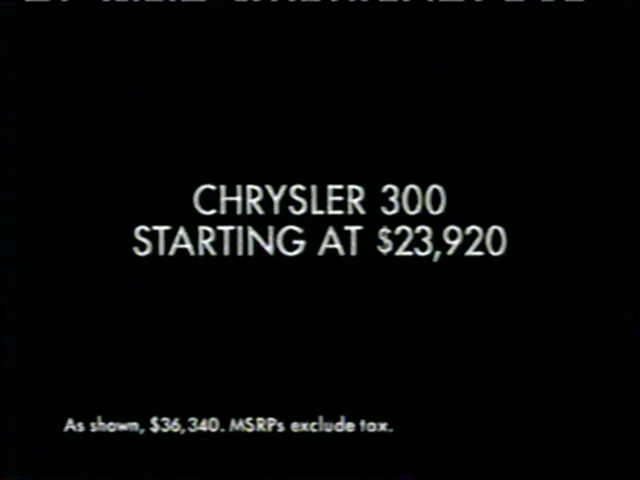 CHRYSLER 300
STARTING AT $23,920
As shown, $36,340. MSRPs exclude tax.